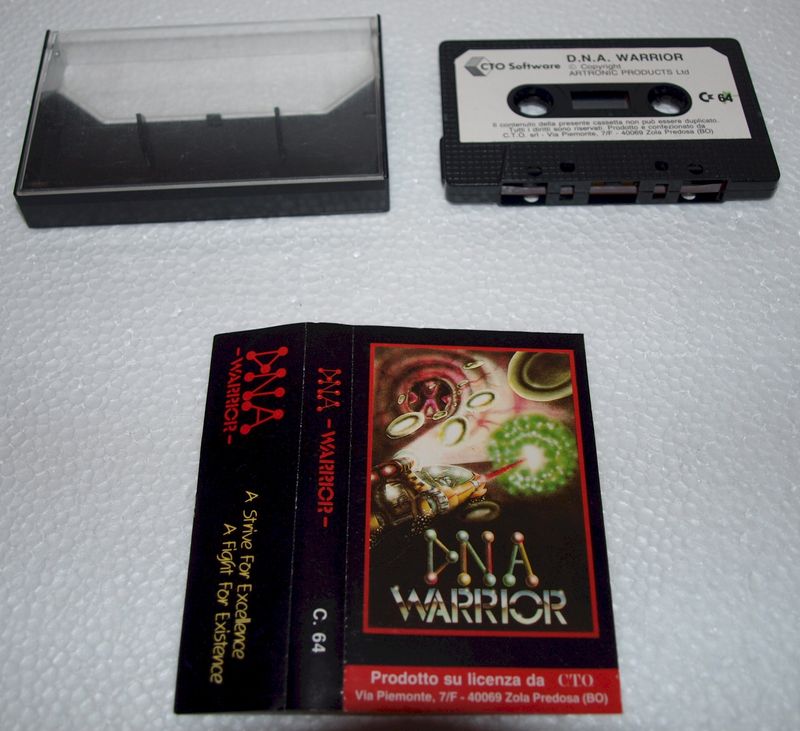 CTO Software
D.N.A. WARRIOR
© Copyright
ARTRONIC PRODUCTS Ltd
C= 64
Il contenuto della presente cassetta non può essere duplicato.
Tutti i diritti sono riservati. Prodotto e confezionato da
C.T.O. srl - Via Piemonte, 7/F - 40069 Zola Predosa (BO)
DNA
- WARRIOR -
A Strive For Excellence
A Fight For Existence
DNA - WARRIOR - C. 64
DNA
WARRIOR
Prodotto su licenza da CTO
Via Piemonte, 7/F - 40069 Zola Predosa (BO)